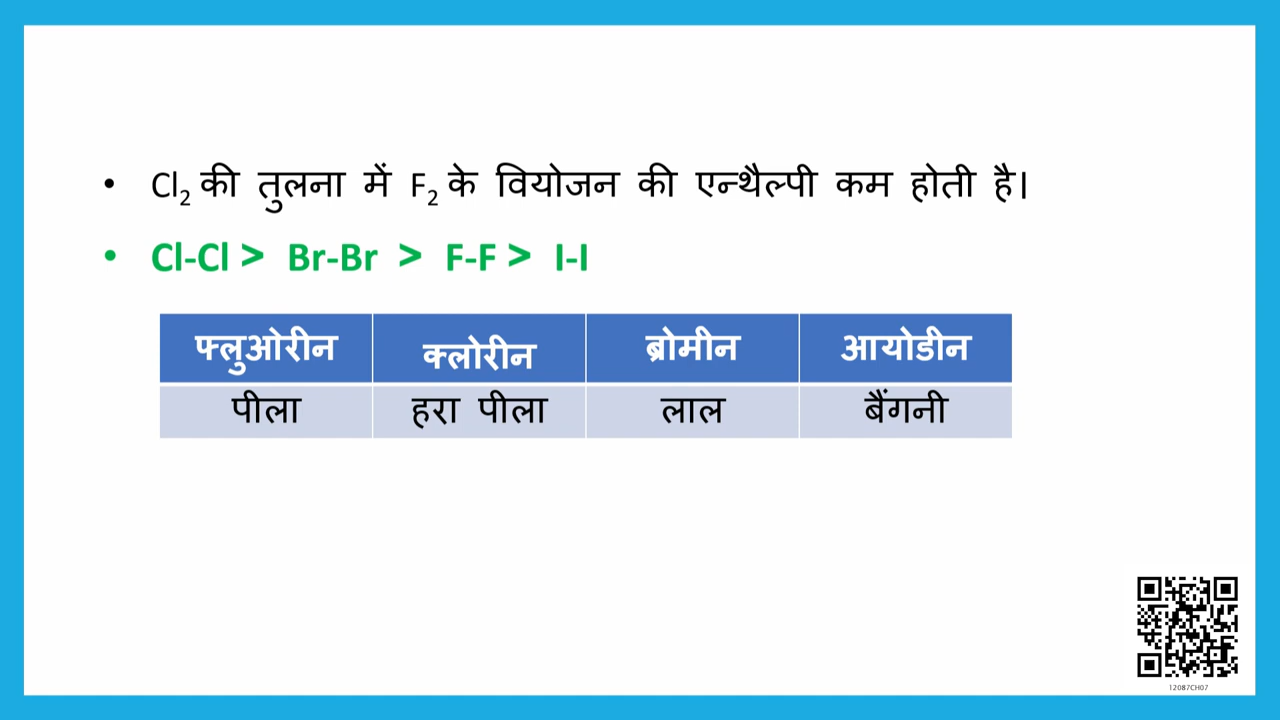 • Cl₂ की तुलना में F₂ के वियोजन की एन्थैल्पी कम होती है।
• Cl-Cl > Br-Br > F-F > I-I
फ्लुओरीन क्लोरीन ब्रोमीन आयोडीन
पीला हरा पीला लाल बैंगनी
12087CH07